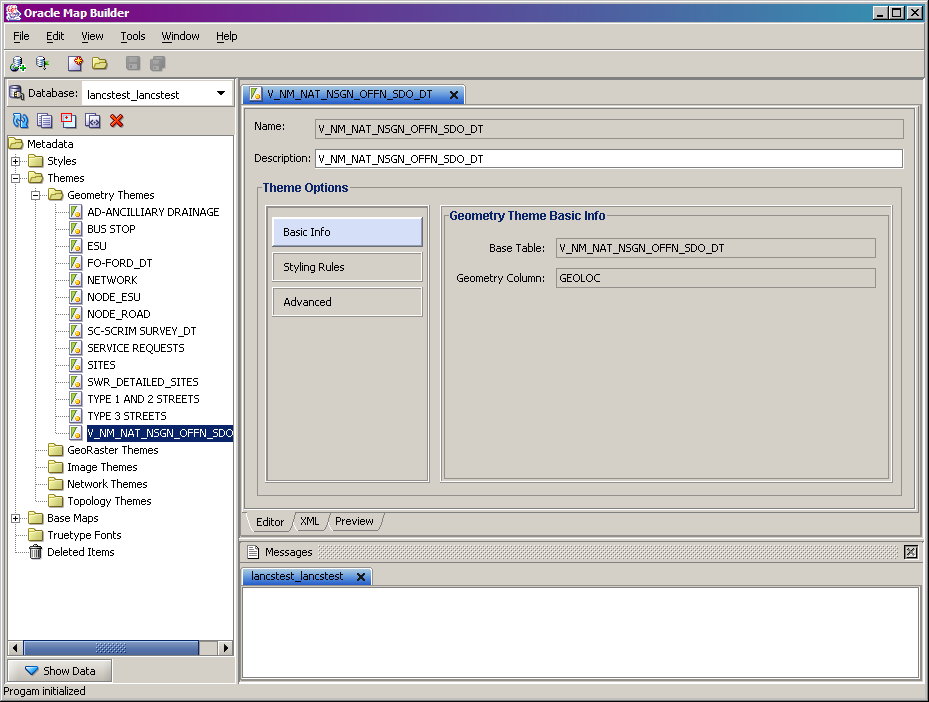 Oracle Map Builder
File Edit View Tools Window Help
Database: lancstest_lancstest
Metadata
Styles
Themes
Geometry Themes
AD-ANCILLIARY DRAINAGE
BUS STOP
ESU
FO-FORD_DT
NETWORK
NODE_ESU
NODE_ROAD
SC-SCRIM SURVEY_DT
SERVICE REQUESTS
SITES
SWR_DETAILED_SITES
TYPE 1 AND 2 STREETS
TYPE 3 STREETS
V_NM_NAT_NSGN_OFFN_SDO
GeoRaster Themes
Image Themes
Network Themes
Topology Themes
Base Maps
Truetype Fonts
Deleted Items
Show Data
V_NM_NAT_NSGN_OFFN_SDO_DT
Name: V_NM_NAT_NSGN_OFFN_SDO_DT
Description: V_NM_NAT_NSGN_OFFN_SDO_DT
Theme Options
Basic Info
Styling Rules
Advanced
Geometry Theme Basic Info
Base Table: V_NM_NAT_NSGN_OFFN_SDO_DT
Geometry Column: GEOLOC
Editor XML Preview
Messages
lancstest_lancstest
Progam initialized